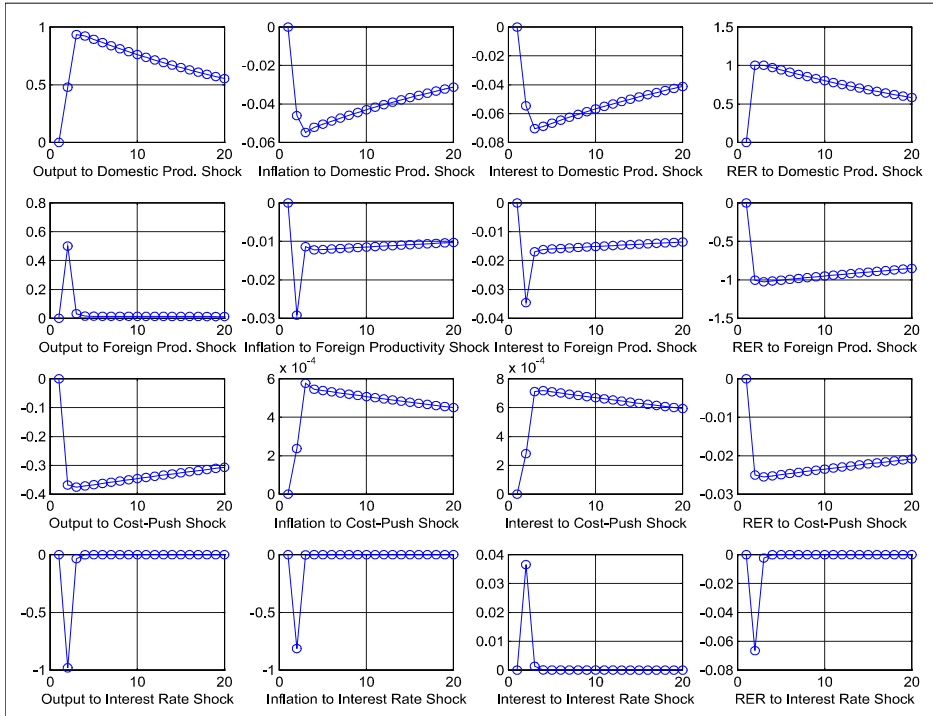 1
0.5
0
0 10 20
Output to Domestic Prod. Shock
0
-0.02
-0.04
-0.06
0 10 20
Inflation to Domestic Prod. Shock
0
-0.02
-0.04
-0.06
-0.08
0 10 20
Interest to Domestic Prod. Shock
1.5
1
0.5
0
0 10 20
RER to Domestic Prod. Shock
0.8
0.6
0.4
0.2
0
0 10 20
Output to Foreign Prod. Shock
0
-0.01
-0.02
-0.03
0 10 20
Inflation to Foreign Productivity Shock
0
-0.01
-0.02
-0.03
-0.04
0 10 20
Interest to Foreign Prod. Shock
0
-0.5
-1
-1.5
0 10 20
RER to Foreign Prod. Shock
0
-0.1
-0.2
-0.3
-0.4
0 10 20
Output to Cost-Push Shock
x 10⁻⁴
6
4
2
0
0 10 20
Inflation to Cost-Push Shock
x 10⁻⁴
8
6
4
2
0
0 10 20
Interest to Cost-Push Shock
0
-0.01
-0.02
-0.03
0 10 20
RER to Cost-Push Shock
0
-0.5
-1
0 10 20
Output to Interest Rate Shock
0
-0.5
-1
0 10 20
Inflation to Interest Rate Shock
0.04
0.03
0.02
0.01
0
0 10 20
Interest to Interest Rate Shock
0
-0.02
-0.04
-0.06
-0.08
0 10 20
RER to Interest Rate Shock